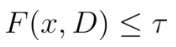 F(x, D) ≤ τ